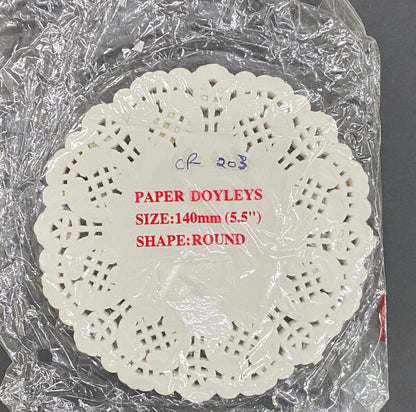 CR 203
PAPER DOYLEYS
SIZE:140mm (5.5")
SHAPE:ROUND